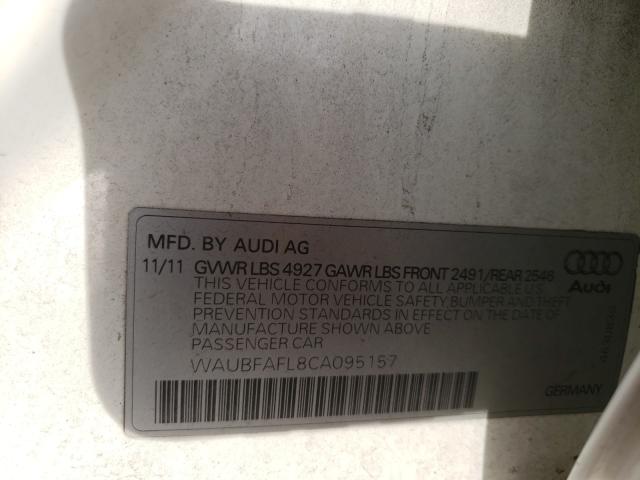 MFD. BY AUDI AG
11/11 GVWR LBS 4927 GAWR LBS FRONT 2491/REAR 2546
Audi
THIS VEHICLE CONFORMS TO ALL APPLICABLE U.S.
FEDERAL MOTOR VEHICLE SAFETY, BUMPER AND THEFT
PREVENTION STANDARDS IN EFFECT ON THE DATE OF
MANUFACTURE SHOWN ABOVE
PASSENGER CAR
WAUBFAFL8CA095157
GERMANY